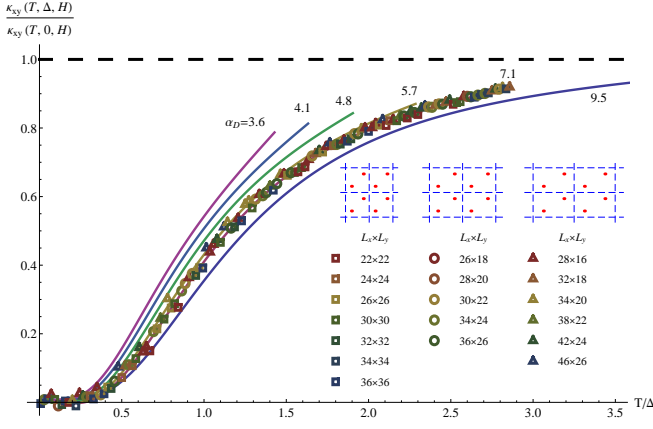 κxy (T, Δ, H)
κxy (T, 0, H)
1.0
0.8
0.6
0.4
0.2
αD=3.6
4.1
4.8
5.7
7.1
9.5
Lx×Ly Lx×Ly Lx×Ly
22×22 26×18 28×16
24×24 28×20 32×18
26×26 30×22 34×20
30×30 34×24 38×22
32×32 36×26 42×24
34×34 46×26
36×36
0.5 1.0 1.5 2.0 2.5 3.0 3.5 T/Δ